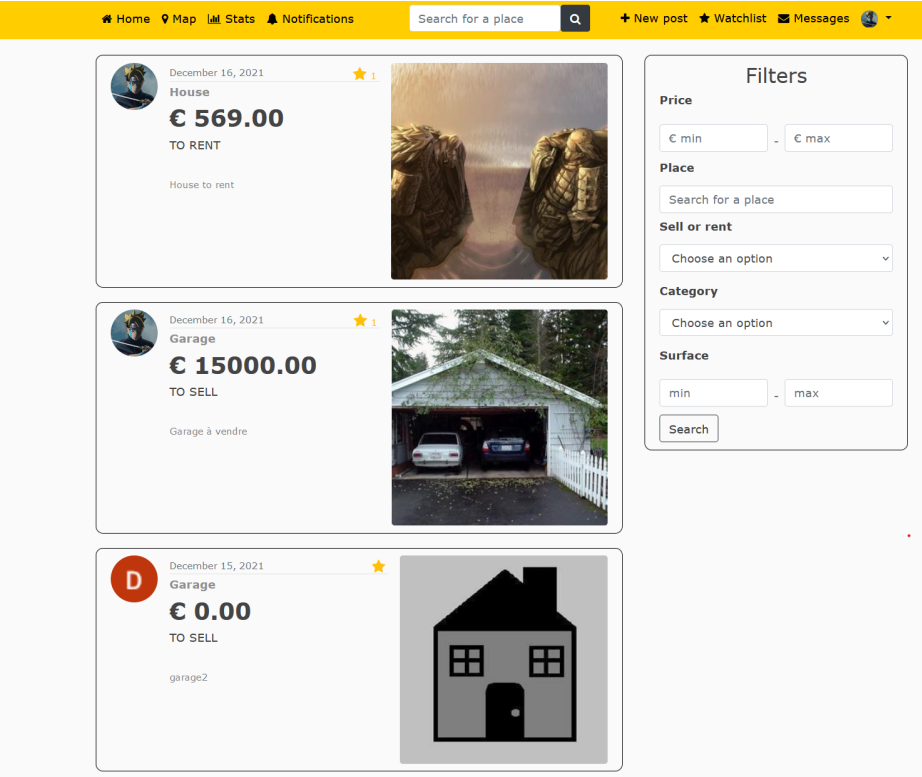 Home Map Stats Notifications Search for a place New post Watchlist Messages
December 16, 2021 1
House
€ 569.00
TO RENT
House to rent
December 16, 2021 1
Garage
€ 15000.00
TO SELL
Garage à vendre
D
December 15, 2021
Garage
€ 0.00
TO SELL
garage2
Filters
Price
€ min - € max
Place
Search for a place
Sell or rent
Choose an option
Category
Choose an option
Surface
min - max
Search